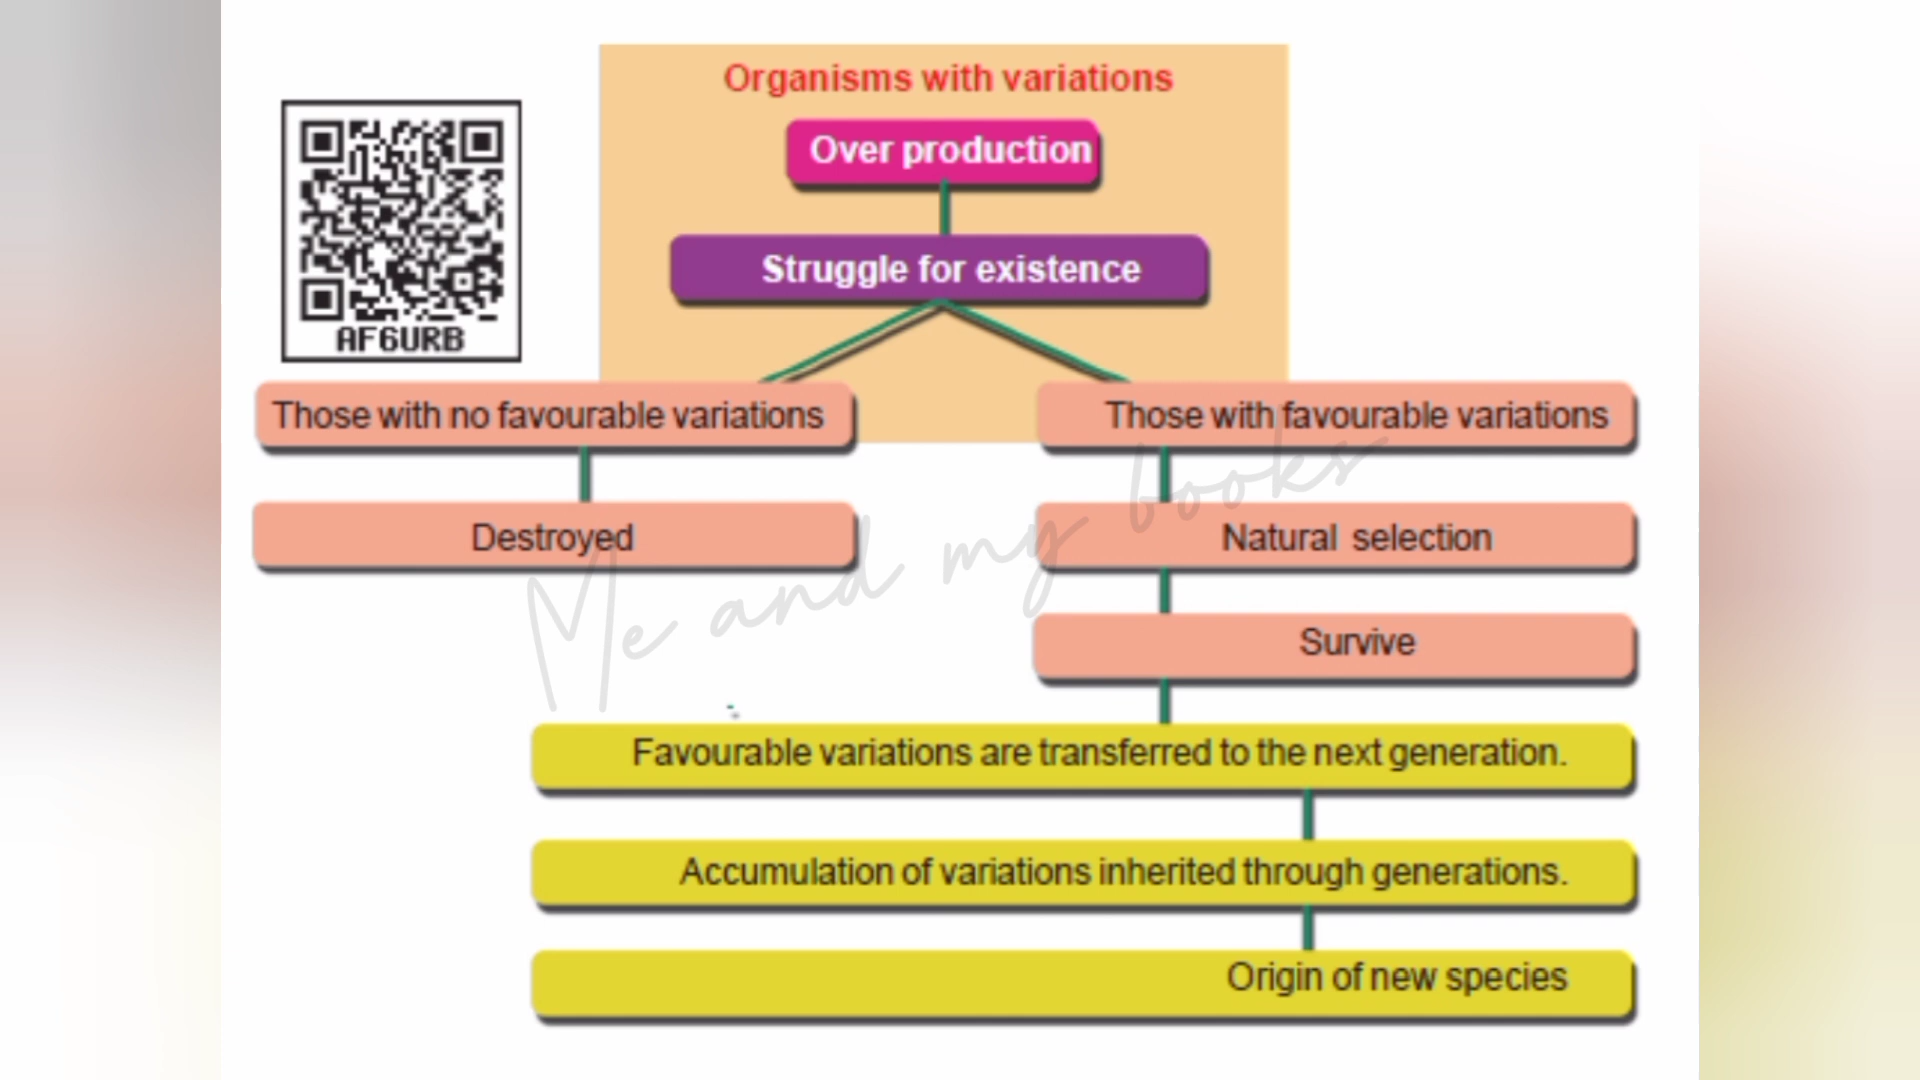 Organisms with variations
Over production
Struggle for existence
AF6URB
Those with no favourable variations
Those with favourable variations
Destroyed
Natural selection
Survive
Favourable variations are transferred to the next generation.
Accumulation of variations inherited through generations.
Origin of new species
Me and my books